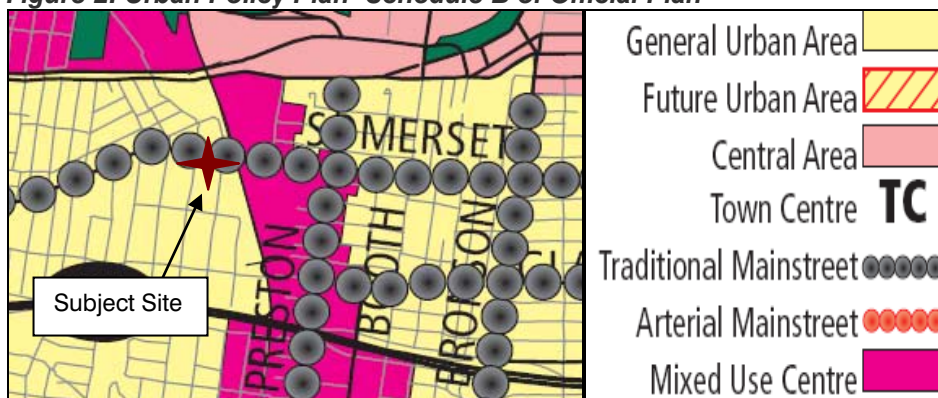 Figure 2: Urban Policy Plan- Schedule B of Official Plan
SOMERSET
PRESTON
BOOTH
BRONSON
GLA
Subject Site
General Urban Area
Future Urban Area
Central Area
Town Centre TC
Traditional Mainstreet
Arterial Mainstreet
Mixed Use Centre